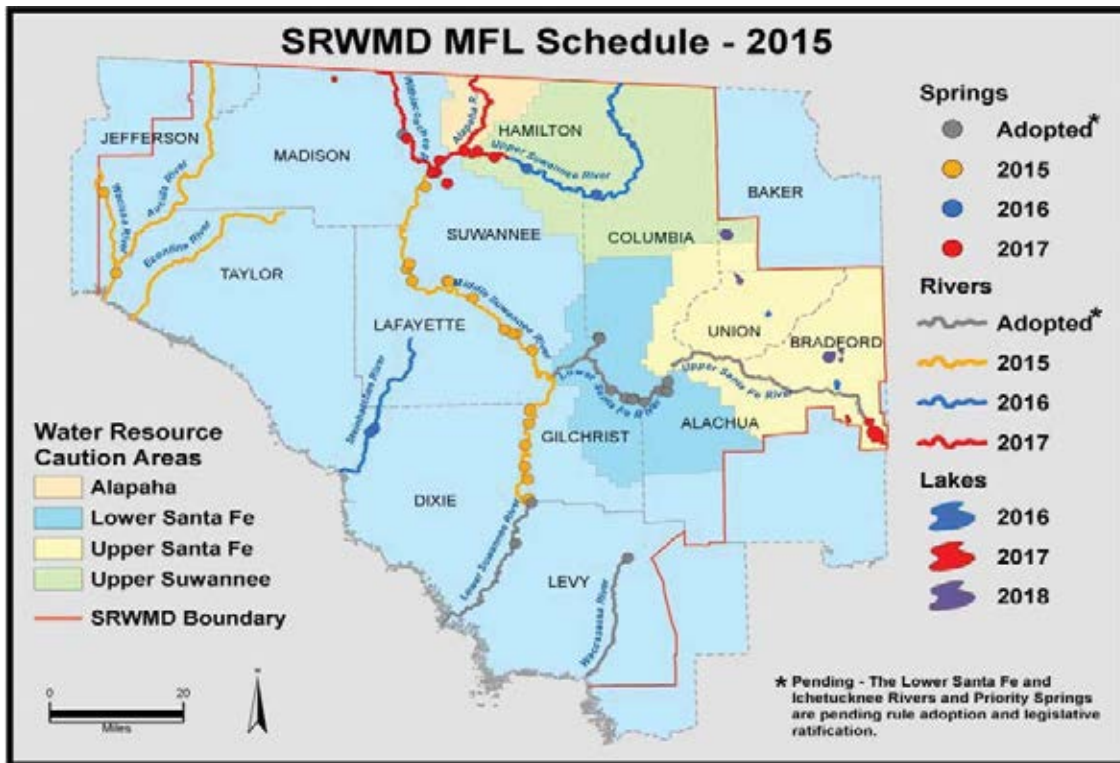 SRWMD MFL Schedule - 2015
JEFFERSON
MADISON
HAMILTON
BAKER
SUWANNEE
COLUMBIA
TAYLOR
LAFAYETTE
UNION
BRADFORD
GILCHRIST
ALACHUA
DIXIE
LEVY
Wacissa River
Aucilla River
Econfina River
Withlacoochee R.
Alapaha R.
Upper Suwannee River
Middle Suwannee River
Steinhatchee River
Lower Santa Fe River
Upper Santa Fe River
Lower Suwannee River
Waccasassa River
Springs
Adopted*
2015
2016
2017
Rivers
Adopted*
2015
2016
2017
Lakes
2016
2017
2018
Water Resource
Caution Areas
Alapaha
Lower Santa Fe
Upper Santa Fe
Upper Suwannee
SRWMD Boundary
0 20
Miles
* Pending - The Lower Santa Fe and
Ichetucknee Rivers and Priority Springs
are pending rule adoption and legislative
ratification.